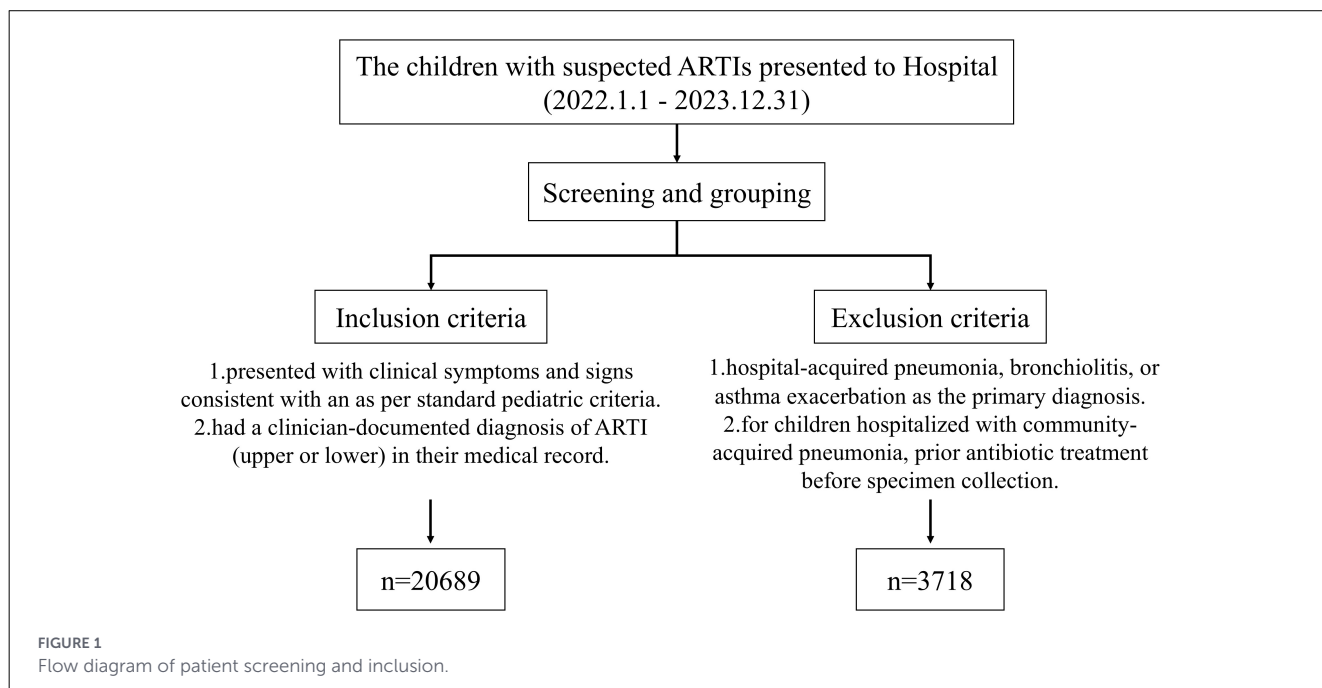 The children with suspected ARTIs presented to Hospital
(2022.1.1 - 2023.12.31)
Screening and grouping
Inclusion criteria
1.presented with clinical symptoms and signs
consistent with an as per standard pediatric criteria.
2.had a clinician-documented diagnosis of ARTI
(upper or lower) in their medical record.
n=20689
Exclusion criteria
1.hospital-acquired pneumonia, bronchiolitis, or
asthma exacerbation as the primary diagnosis.
2.for children hospitalized with community-
acquired pneumonia, prior antibiotic treatment
before specimen collection.
n=3718
FIGURE 1
Flow diagram of patient screening and inclusion.